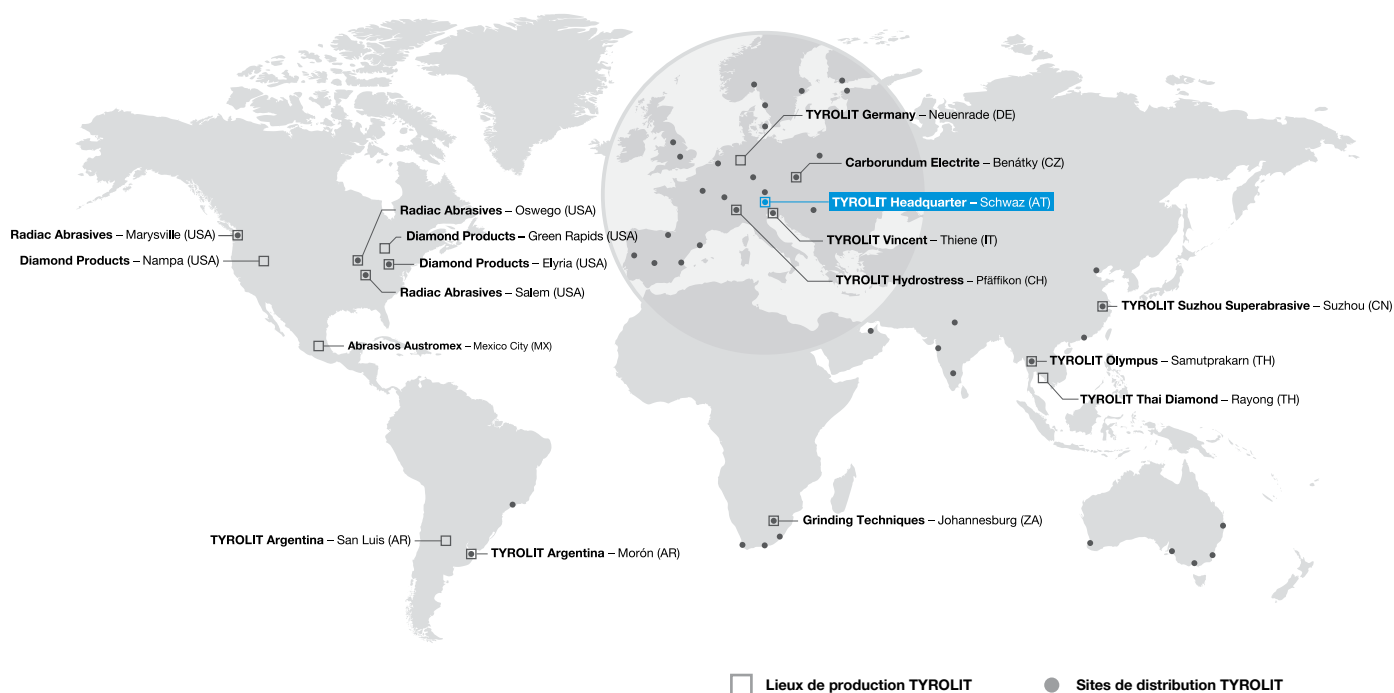 TYROLIT Germany – Neuenrade (DE)
Carborundum Electrite – Benátky (CZ)
TYROLIT Headquarter – Schwaz (AT)
Radiac Abrasives – Oswego (USA)
Radiac Abrasives – Marysville (USA)
Diamond Products – Green Rapids (USA)
TYROLIT Vincent – Thiene (IT)
Diamond Products – Nampa (USA)
Diamond Products – Elyria (USA)
TYROLIT Hydrostress – Pfäffikon (CH)
Radiac Abrasives – Salem (USA)
TYROLIT Suzhou Superabrasive – Suzhou (CN)
Abrasivos Austromex – Mexico City (MX)
TYROLIT Olympus – Samutprakarn (TH)
TYROLIT Thai Diamond – Rayong (TH)
Grinding Techniques – Johannesburg (ZA)
TYROLIT Argentina – San Luis (AR)
TYROLIT Argentina – Morón (AR)
Lieux de production TYROLIT
Sites de distribution TYROLIT